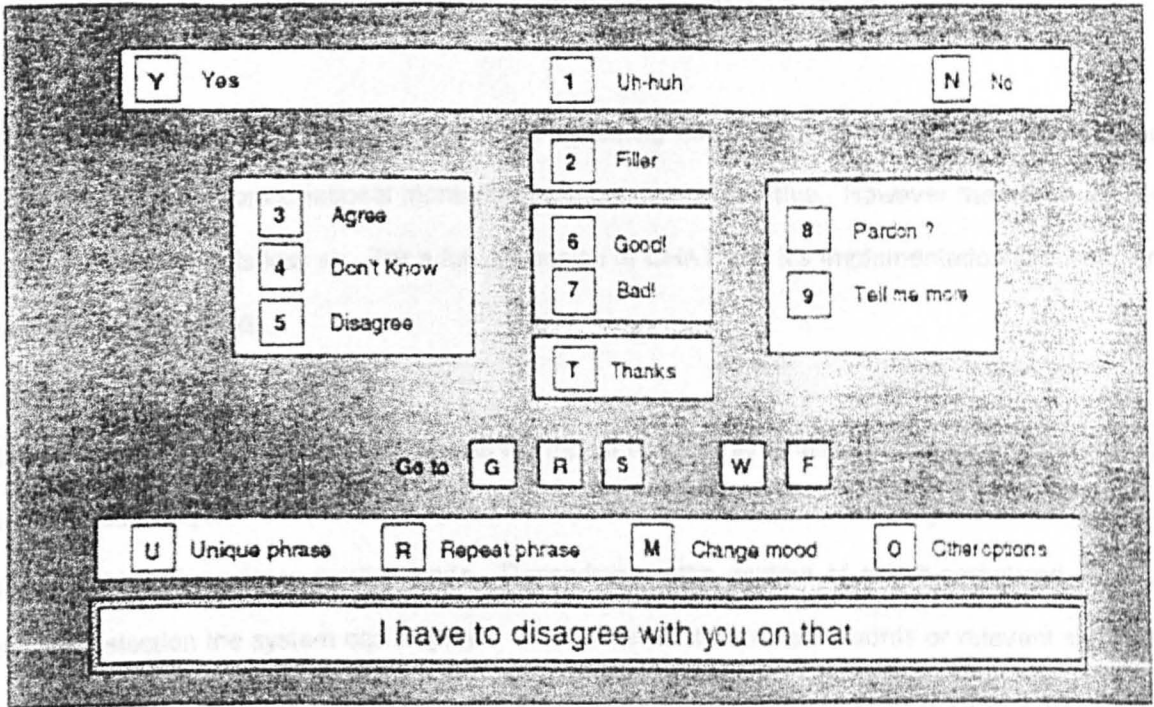 Y Yes 1 Uh-huh N No
2 Filler
3 Agree
4 Don't Know
5 Disagree
6 Good!
7 Bad!
8 Pardon ?
9 Tell me more
T Thanks
Go to G R S W F
U Unique phrase R Repeat phrase M Change mood O Other options
I have to disagree with you on that